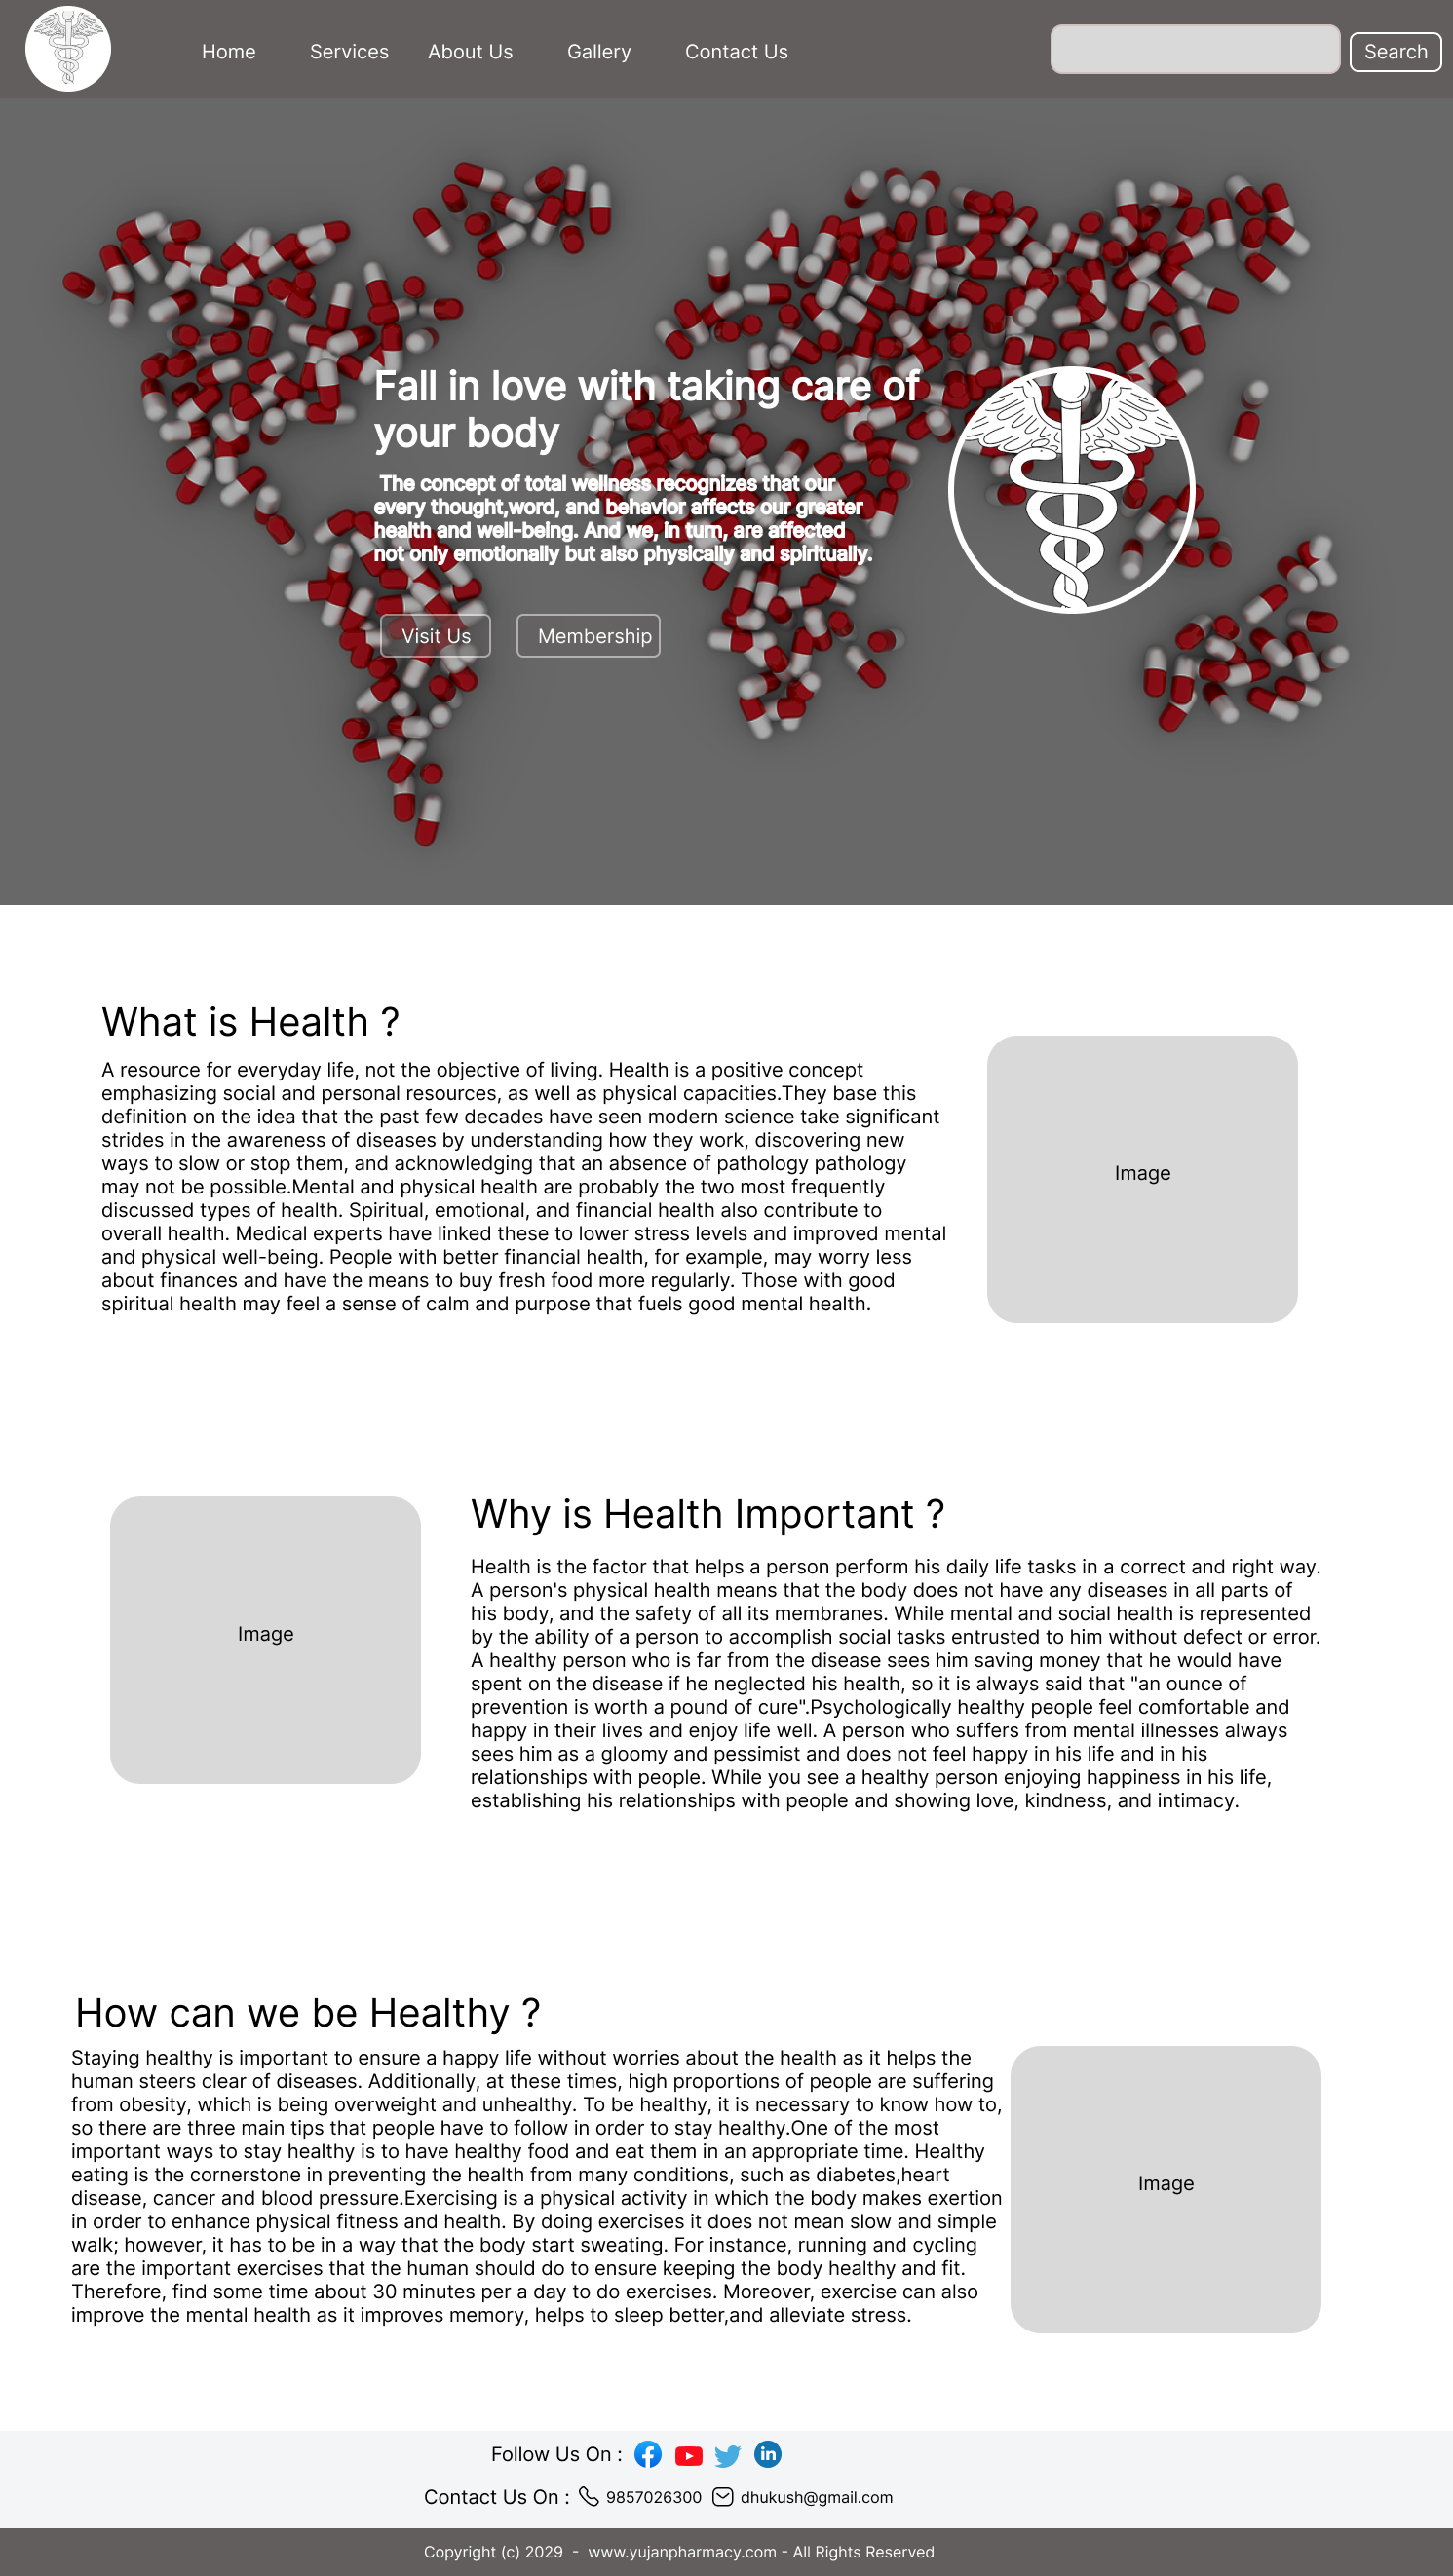 Home Services About Us Gallery Contact Us Search
Fall in love with taking care of
your body
The concept of total wellness recognizes that our
every thought,word, and behavior affects our greater
health and well-being. And we, in turn, are affected
not only emotionally but also physically and spiritually.
Visit Us Membership
What is Health ?
A resource for everyday life, not the objective of living. Health is a positive concept
emphasizing social and personal resources, as well as physical capacities.They base this
definition on the idea that the past few decades have seen modern science take significant
strides in the awareness of diseases by understanding how they work, discovering new
ways to slow or stop them, and acknowledging that an absence of pathology pathology
may not be possible.Mental and physical health are probably the two most frequently
discussed types of health. Spiritual, emotional, and financial health also contribute to
overall health. Medical experts have linked these to lower stress levels and improved mental
and physical well-being. People with better financial health, for example, may worry less
about finances and have the means to buy fresh food more regularly. Those with good
spiritual health may feel a sense of calm and purpose that fuels good mental health.
Image
Image
Why is Health Important ?
Health is the factor that helps a person perform his daily life tasks in a correct and right way.
A person's physical health means that the body does not have any diseases in all parts of
his body, and the safety of all its membranes. While mental and social health is represented
by the ability of a person to accomplish social tasks entrusted to him without defect or error.
A healthy person who is far from the disease sees him saving money that he would have
spent on the disease if he neglected his health, so it is always said that "an ounce of
prevention is worth a pound of cure".Psychologically healthy people feel comfortable and
happy in their lives and enjoy life well. A person who suffers from mental illnesses always
sees him as a gloomy and pessimist and does not feel happy in his life and in his
relationships with people. While you see a healthy person enjoying happiness in his life,
establishing his relationships with people and showing love, kindness, and intimacy.
How can we be Healthy ?
Staying healthy is important to ensure a happy life without worries about the health as it helps the
human steers clear of diseases. Additionally, at these times, high proportions of people are suffering
from obesity, which is being overweight and unhealthy. To be healthy, it is necessary to know how to,
so there are three main tips that people have to follow in order to stay healthy.One of the most
important ways to stay healthy is to have healthy food and eat them in an appropriate time. Healthy
eating is the cornerstone in preventing the health from many conditions, such as diabetes,heart
disease, cancer and blood pressure.Exercising is a physical activity in which the body makes exertion
in order to enhance physical fitness and health. By doing exercises it does not mean slow and simple
walk; however, it has to be in a way that the body start sweating. For instance, running and cycling
are the important exercises that the human should do to ensure keeping the body healthy and fit.
Therefore, find some time about 30 minutes per a day to do exercises. Moreover, exercise can also
improve the mental health as it improves memory, helps to sleep better,and alleviate stress.
Image
Follow Us On :
Contact Us On : 9857026300 dhukush@gmail.com
Copyright (c) 2029 - www.yujanpharmacy.com - All Rights Reserved